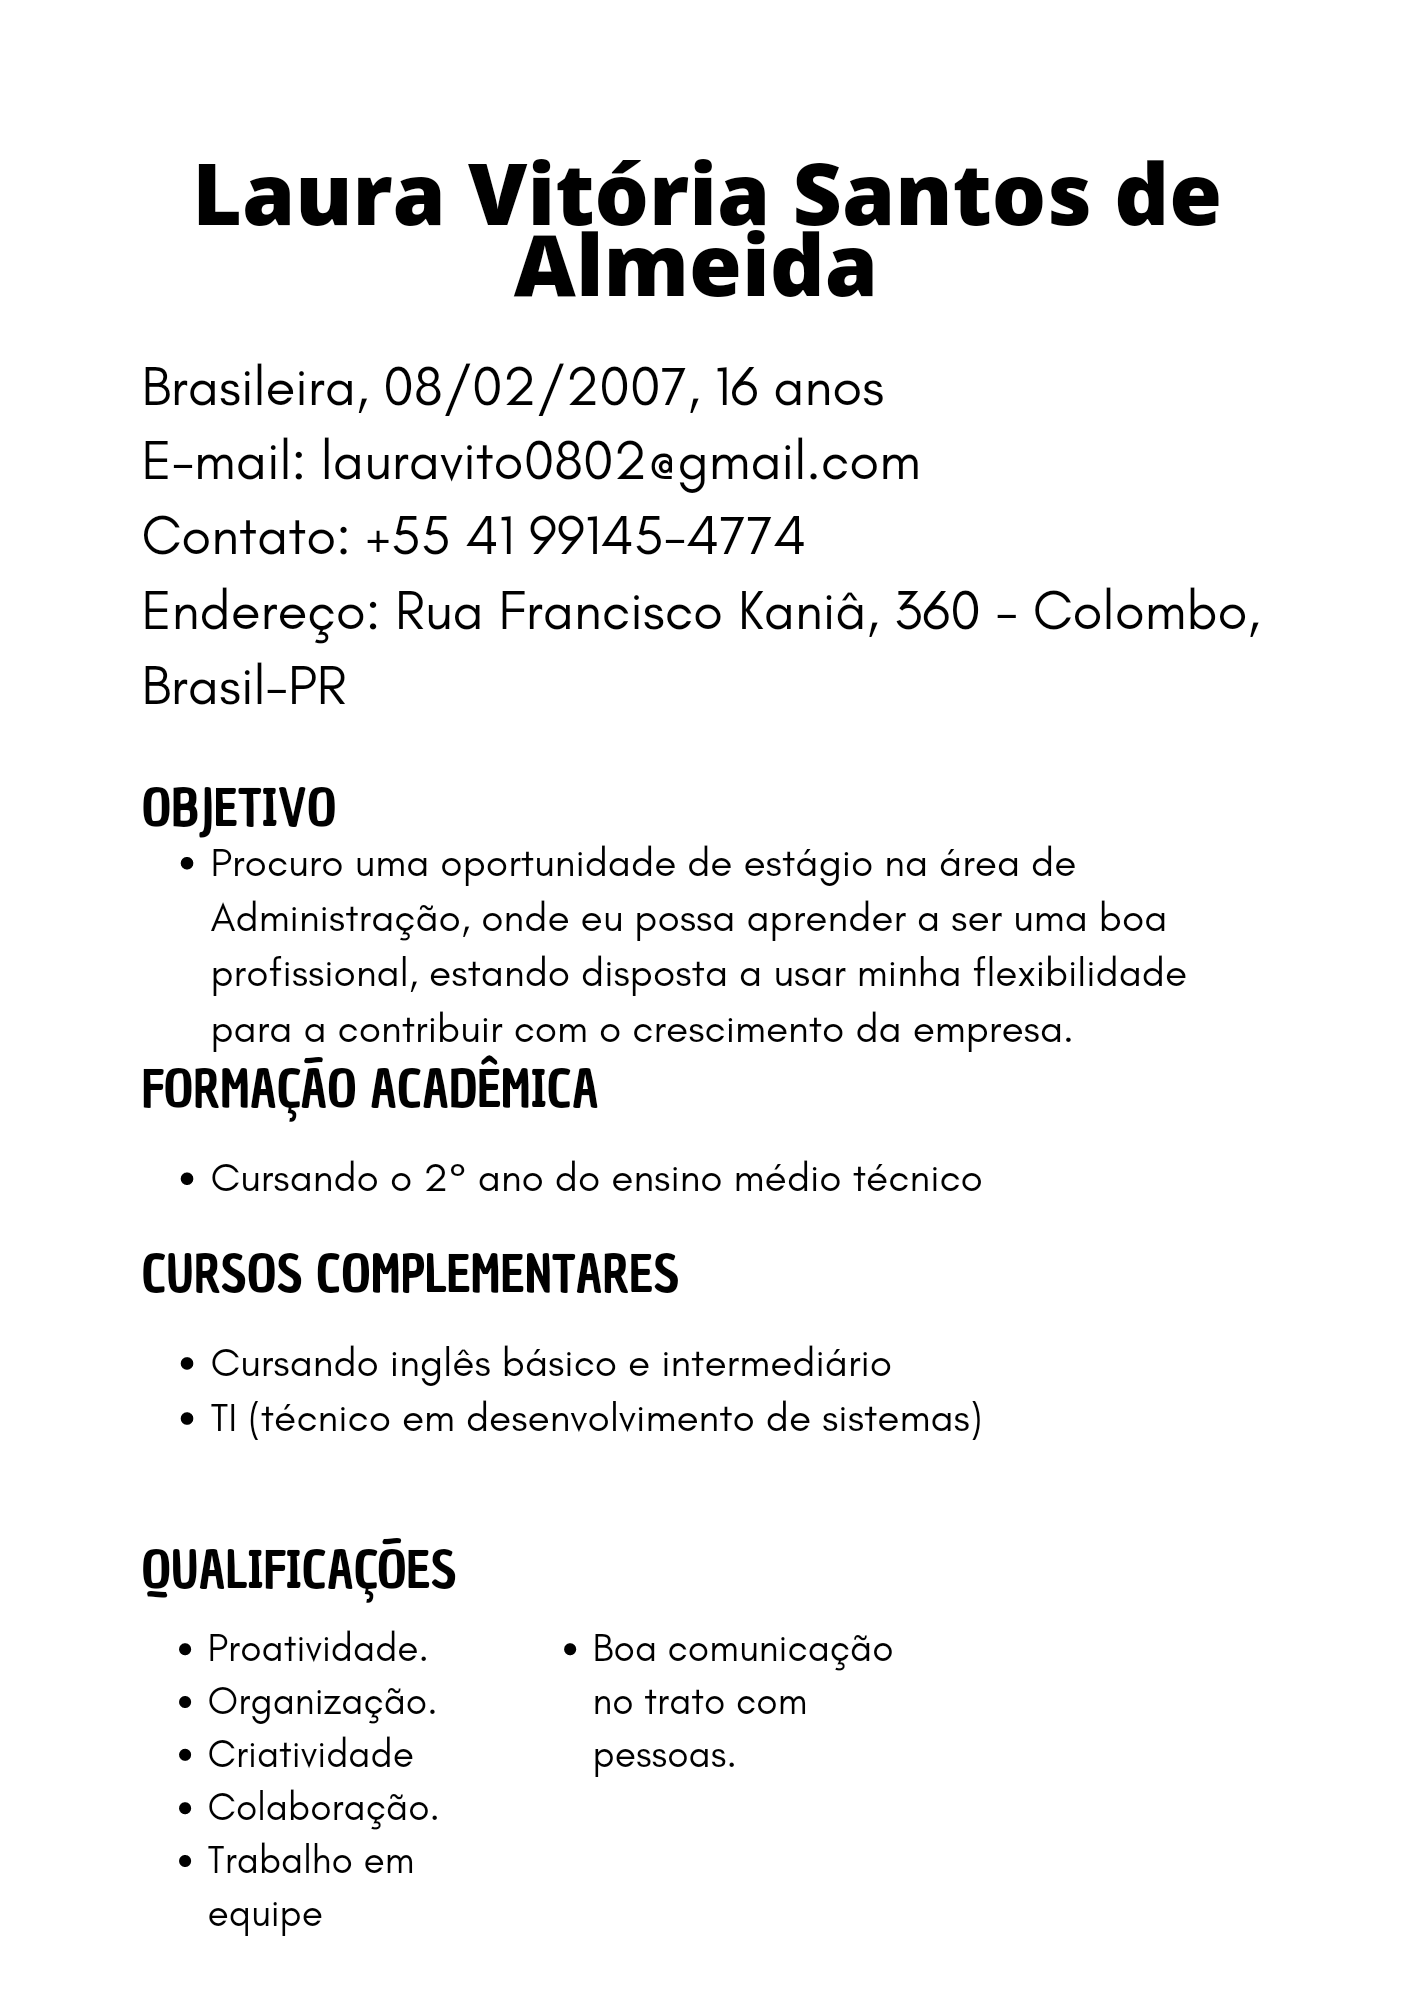 Laura Vitória Santos de
Almeida
Brasileira, 08/02/2007, 16 anos
E-mail: lauravito0802@gmail.com
Contato: +55 41 99145-4774
Endereço: Rua Francisco Kaniâ, 360 - Colombo,
Brasil-PR
OBJETIVO
• Procuro uma oportunidade de estágio na área de
Administração, onde eu possa aprender a ser uma boa
profissional, estando disposta a usar minha flexibilidade
para a contribuir com o crescimento da empresa.
FORMAÇÃO ACADÊMICA
• Cursando o 2º ano do ensino médio técnico
CURSOS COMPLEMENTARES
• Cursando inglês básico e intermediário
• TI (técnico em desenvolvimento de sistemas)
QUALIFICAÇÕES
• Proatividade.
• Organização.
• Criatividade
• Colaboração.
• Trabalho em
equipe
• Boa comunicação
no trato com
pessoas.